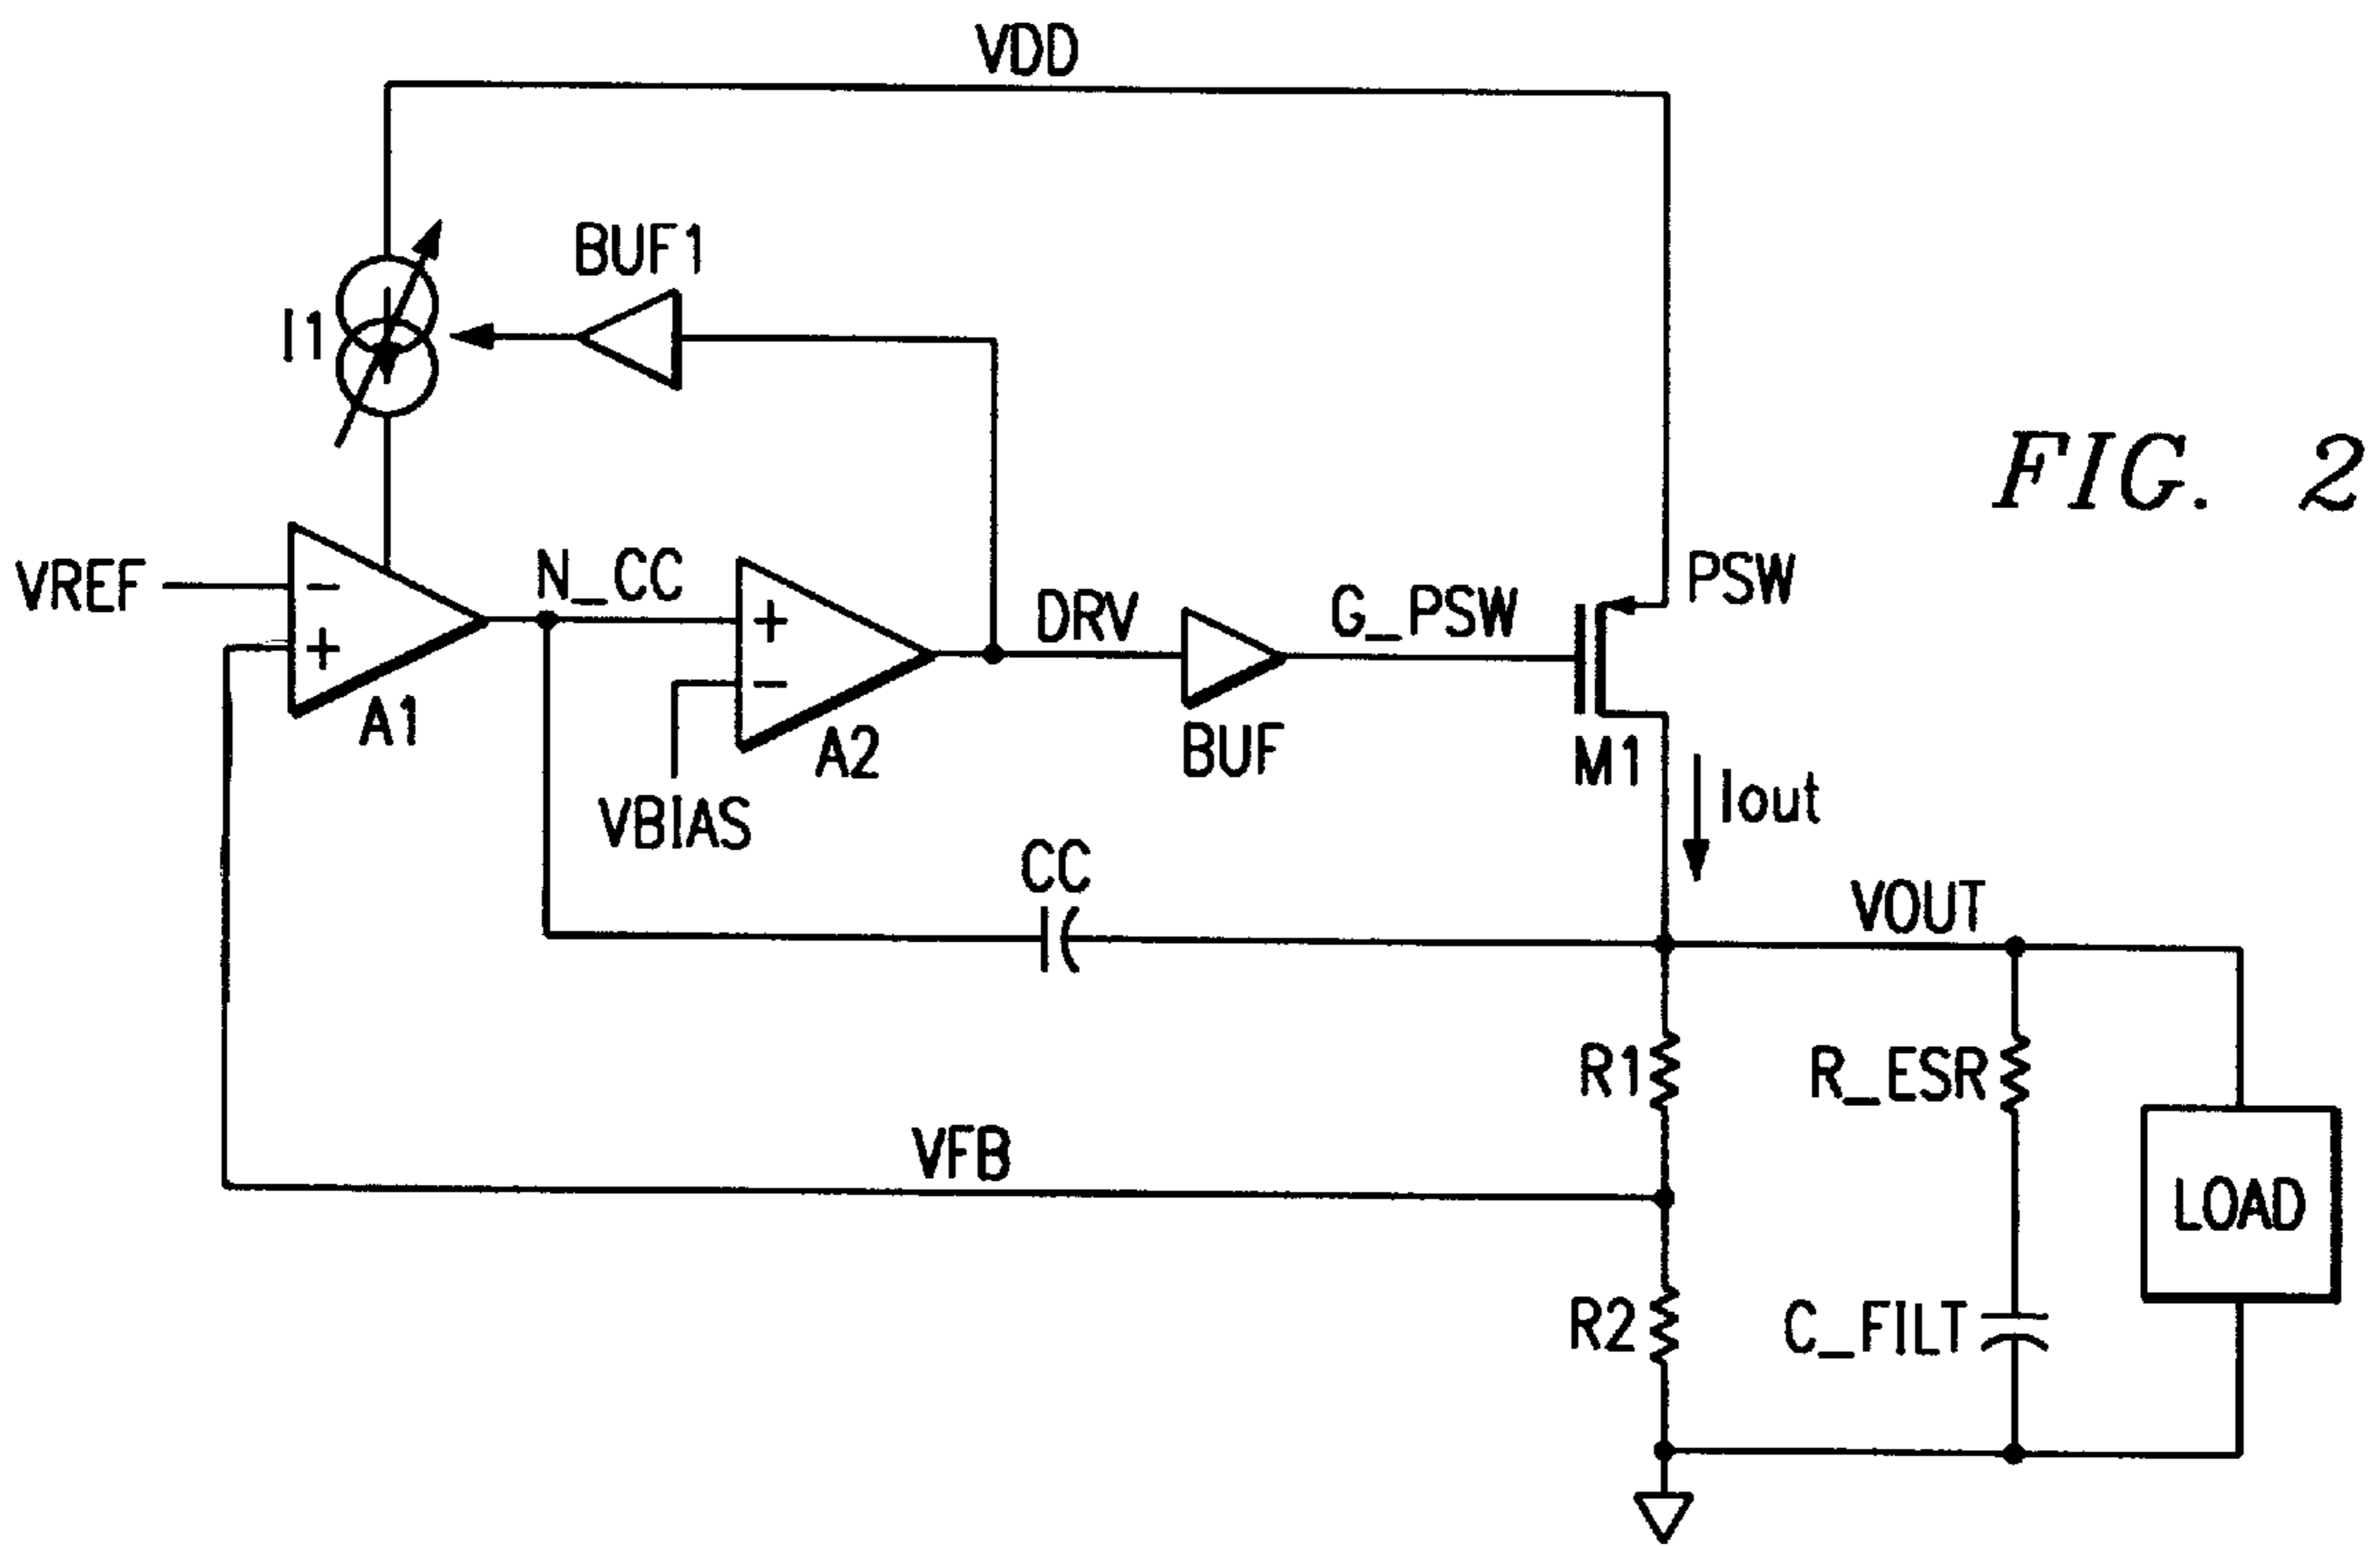 VDD
BUF1
I1
FIG. 2
VREF
−
+
A1
N_CC
+
−
A2
VBIAS
DRV
BUF
G_PSW
PSW
M1
Iout
CC
VOUT
R1
R_ESR
VFB
LOAD
R2
C_FILT